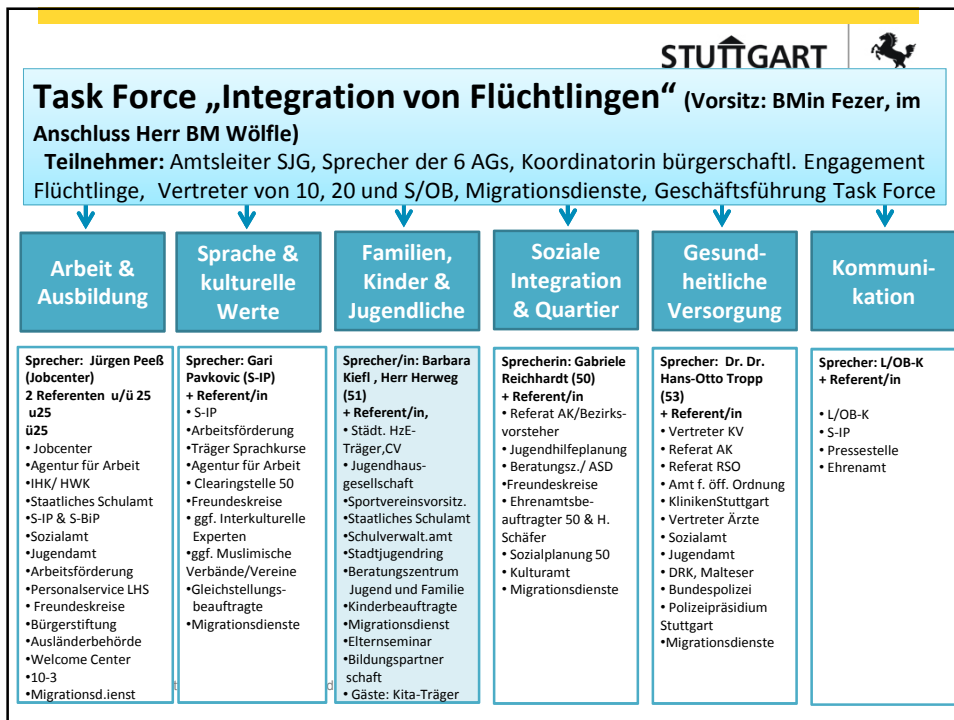 STUTTGART
Task Force „Integration von Flüchtlingen“ (Vorsitz: BMin Fezer, im
Anschluss Herr BM Wölfle)
Teilnehmer: Amtsleiter SJG, Sprecher der 6 AGs, Koordinatorin bürgerschaftl. Engagement
Flüchtlinge, Vertreter von 10, 20 und S/OB, Migrationsdienste, Geschäftsführung Task Force
Arbeit &
Ausbildung
Sprecher: Jürgen Peeß
(Jobcenter)
2 Referenten u/ü 25
u25
ü25
• Jobcenter
•Agentur für Arbeit
•IHK/ HWK
•Staatliches Schulamt
•S-IP & S-BiP
•Sozialamt
•Jugendamt
•Arbeitsförderung
•Personalservice LHS
• Freundeskreise
•Bürgerstiftung
•Ausländerbehörde
•Welcome Center
•10-3
•Migrationsd.ienst
Sprache &
kulturelle
Werte
Sprecher: Gari
Pavkovic (S-IP)
+ Referent/in
• S-IP
•Arbeitsförderung
•Träger Sprachkurse
•Agentur für Arbeit
• Clearingstelle 50
•Freundeskreise
•ggf. Interkulturelle
Experten
•ggf. Muslimische
Verbände/Vereine
•Gleichstellungs-
beauftragte
•Migrationsdienste
Familien,
Kinder &
Jugendliche
Sprecher/in: Barbara
Kiefl , Herr Herweg
(51)
+ Referent/in,
• Städt. HzE-
Träger,CV
• Jugendhaus-
gesellschaft
•Sportvereinsvorsitz.
•Staatliches Schulamt
•Schulverwalt.amt
•Stadtjugendring
•Beratungszentrum
Jugend und Familie
•Kinderbeauftragte
•Migrationsdienst
•Elternseminar
•Bildungspartner
schaft
• Gäste: Kita-Träger
Soziale
Integration
& Quartier
Sprecherin: Gabriele
Reichhardt (50)
+ Referent/in
• Referat AK/Bezirks-
vorsteher
• Jugendhilfeplanung
• Beratungsz./ ASD
•Freundeskreise
• Ehrenamtsbe-
auftragter 50 & H.
Schäfer
• Sozialplanung 50
• Kulturamt
• Migrationsdienste
Gesund-
heitliche
Versorgung
Sprecher: Dr. Dr.
Hans-Otto Tropp
(53)
+ Referent/in
• Vertreter KV
• Referat AK
• Referat RSO
• Amt f. öff. Ordnung
• KlinikenStuttgart
• Vertreter Ärzte
• Sozialamt
• Jugendamt
• DRK, Malteser
• Bundespolizei
• Polizeipräsidium
Stuttgart
•Migrationsdienste
Kommuni-
kation
Sprecher: L/OB-K
+ Referent/in
• L/OB-K
• S-IP
• Pressestelle
• Ehrenamt